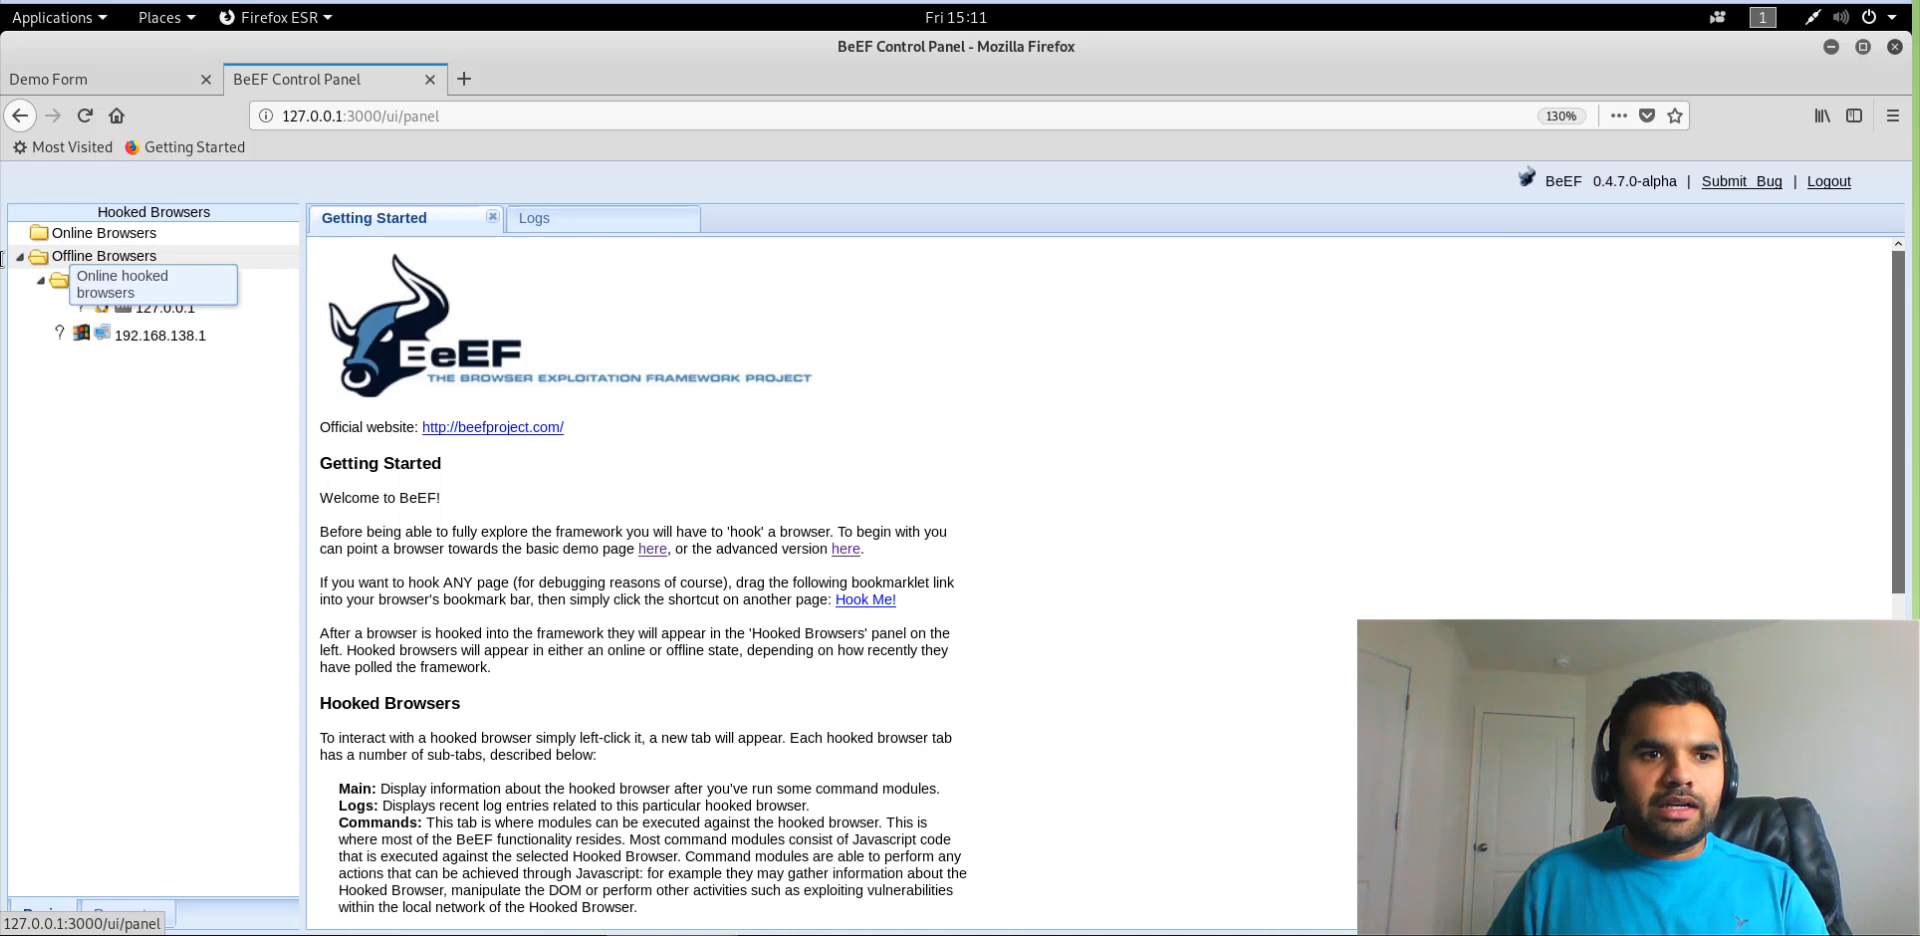 Applications Places Firefox ESR Fri 15:11 1
BeEF Control Panel - Mozilla Firefox
Demo Form BeEF Control Panel
127.0.0.1:3000/ui/panel 130%
Most Visited Getting Started
BeEF 0.4.7.0-alpha | Submit Bug | Logout
Hooked Browsers
Online Browsers
Offline Browsers
Online hooked
browsers
127.0.0.1
? 192.168.138.1
Getting Started Logs
BeEF
THE BROWSER EXPLOITATION FRAMEWORK PROJECT
Official website: http://beefproject.com/
Getting Started
Welcome to BeEF!
Before being able to fully explore the framework you will have to 'hook' a browser. To begin with you
can point a browser towards the basic demo page here, or the advanced version here.
If you want to hook ANY page (for debugging reasons of course), drag the following bookmarklet link
into your browser's bookmark bar, then simply click the shortcut on another page: Hook Me!
After a browser is hooked into the framework they will appear in the 'Hooked Browsers' panel on the
left. Hooked browsers will appear in either an online or offline state, depending on how recently they
have polled the framework.
Hooked Browsers
To interact with a hooked browser simply left-click it, a new tab will appear. Each hooked browser tab
has a number of sub-tabs, described below:
Main: Display information about the hooked browser after you've run some command modules.
Logs: Displays recent log entries related to this particular hooked browser.
Commands: This tab is where modules can be executed against the hooked browser. This is
where most of the BeEF functionality resides. Most command modules consist of Javascript code
that is executed against the selected Hooked Browser. Command modules are able to perform any
actions that can be achieved through Javascript: for example they may gather information about the
Hooked Browser, manipulate the DOM or perform other activities such as exploiting vulnerabilities
within the local network of the Hooked Browser.
127.0.0.1:3000/ui/panel